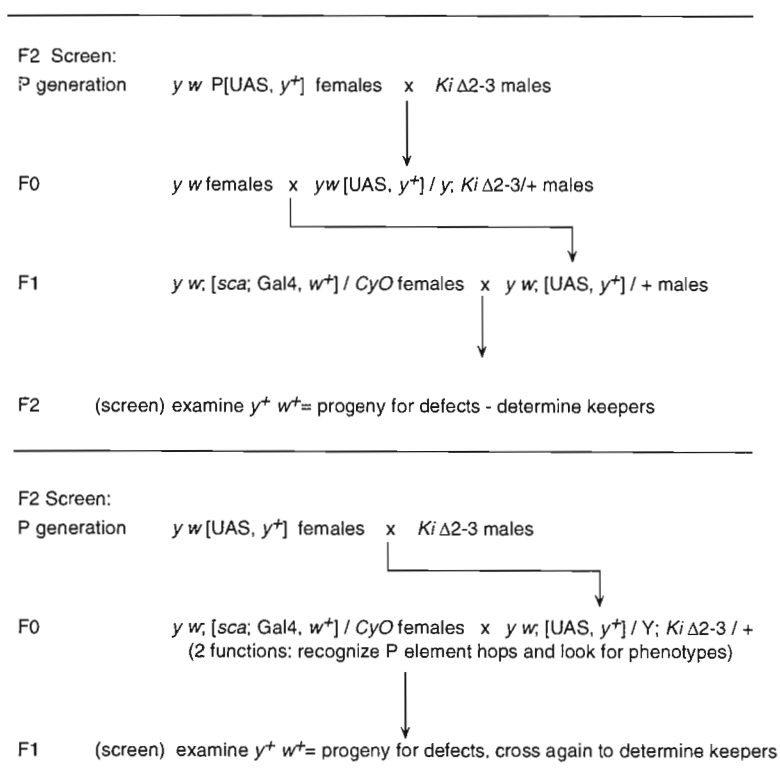 F2 Screen:
P generation y w P[UAS, y+] females x Ki Δ2-3 males
F0 y w females x yw [UAS, y+] / y; Ki Δ2-3/+ males
F1 y w; [sca; Gal4, w+] / CyO females x y w; [UAS, y+] / + males
F2 (screen) examine y+ w+= progeny for defects - determine keepers
F2 Screen:
P generation y w [UAS, y+] females x Ki Δ2-3 males
F0 y w; [sca; Gal4, w+] / CyO females x y w; [UAS, y+] / Y; Ki Δ2-3 / +
(2 functions: recognize P element hops and look for phenotypes)
F1 (screen) examine y+ w+= progeny for defects, cross again to determine keepers